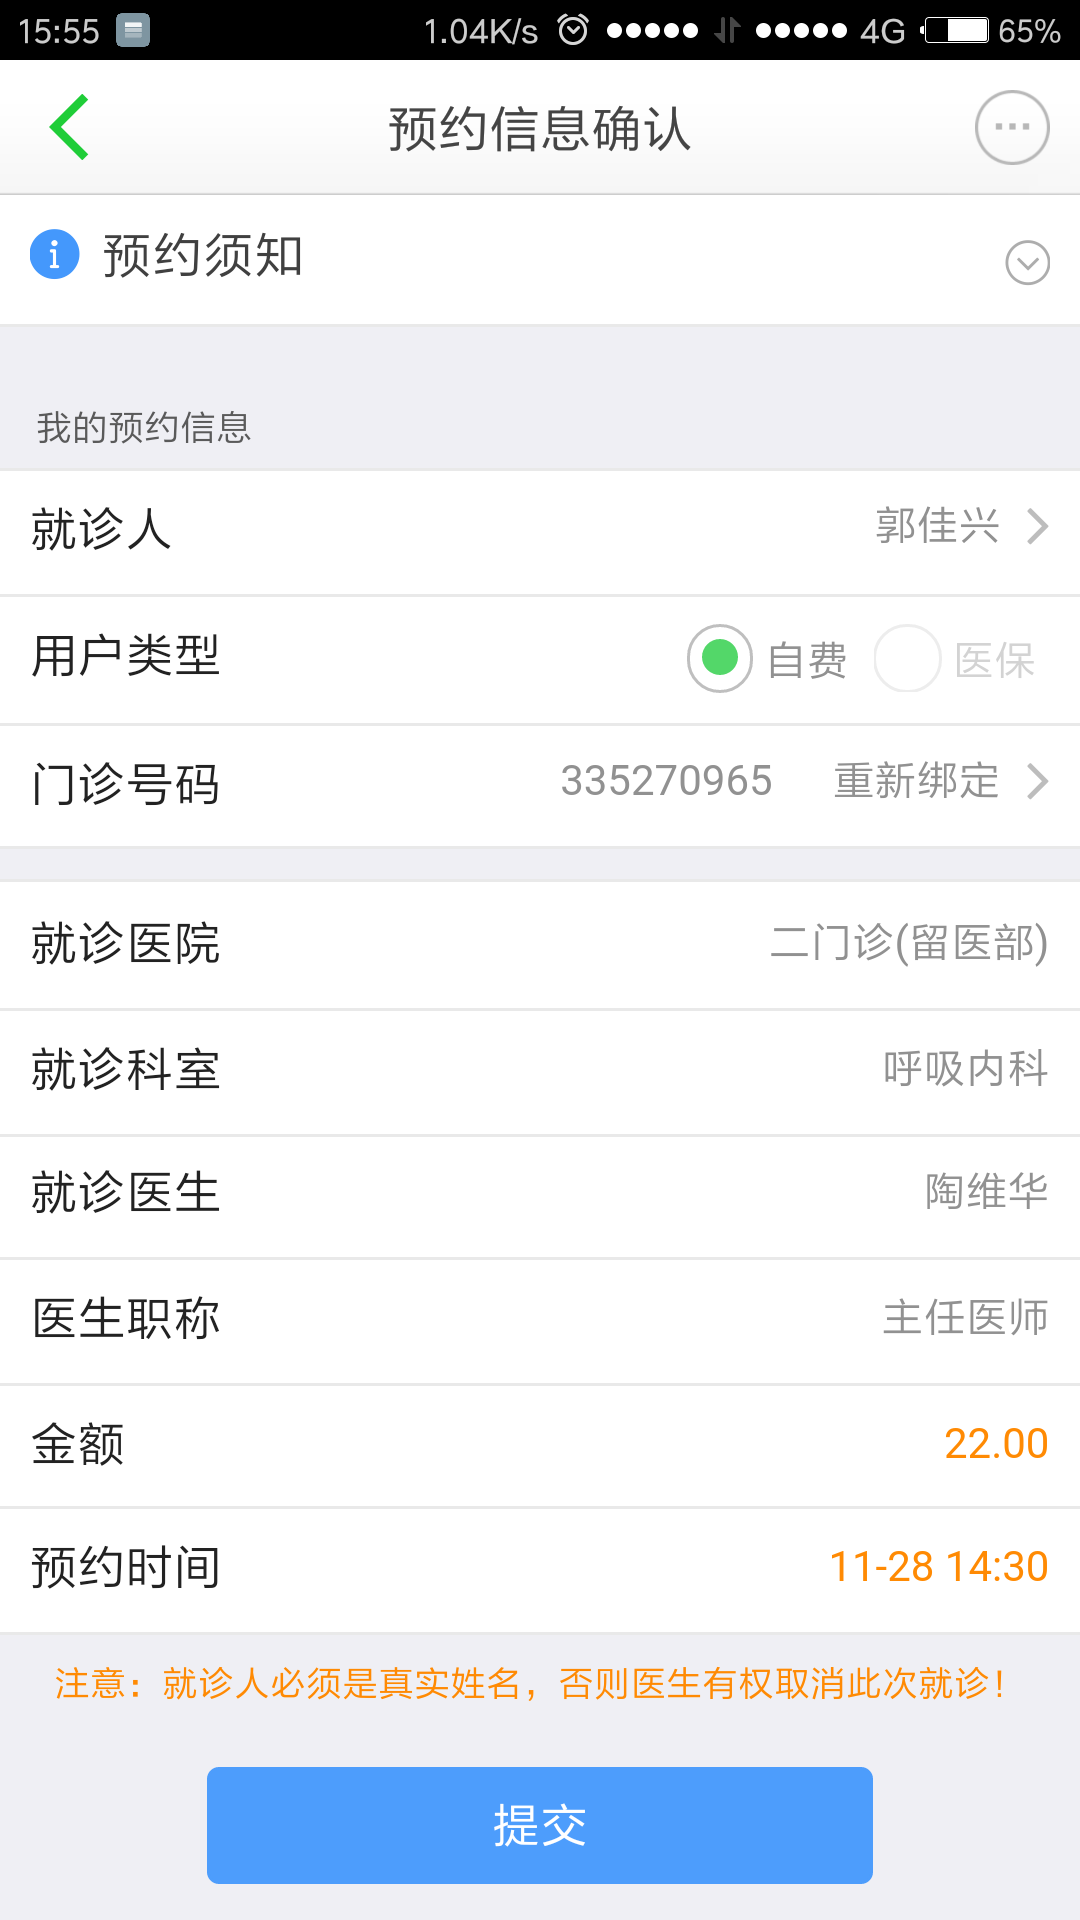 15:55 1.04K/s 4G 65%
预约信息确认
预约须知
我的预约信息
就诊人 郭佳兴
用户类型 自费 医保
门诊号码 335270965 重新绑定
就诊医院 二门诊(留医部)
就诊科室 呼吸内科
就诊医生 陶维华
医生职称 主任医师
金额 22.00
预约时间 11-28 14:30
注意：就诊人必须是真实姓名，否则医生有权取消此次就诊！
提交